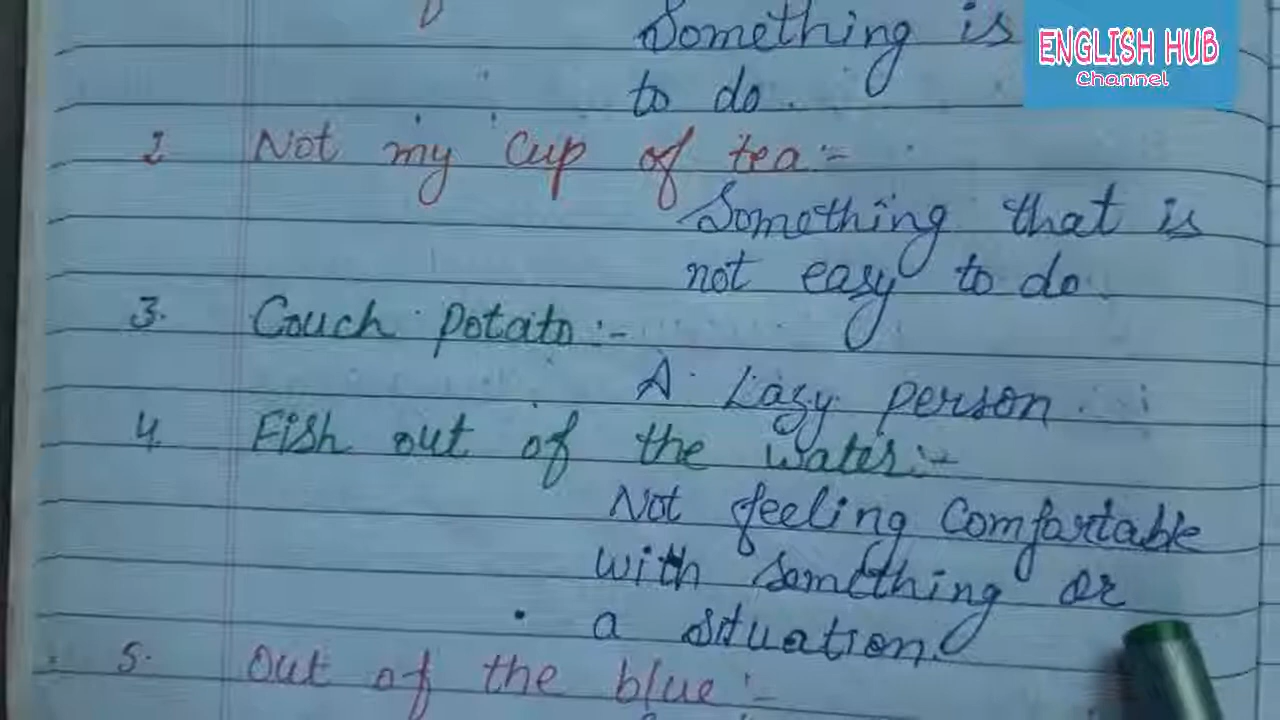 Something is
to do.
ENGLISH HUB
Channel
2 Not my Cup of tea:-
Something that is
not easy to do.
3. Couch potato:-
A Lazy person.
4. Fish out of the water:-
Not feeling Comfortable
with something or
a situation.
5. Out of the blue:-